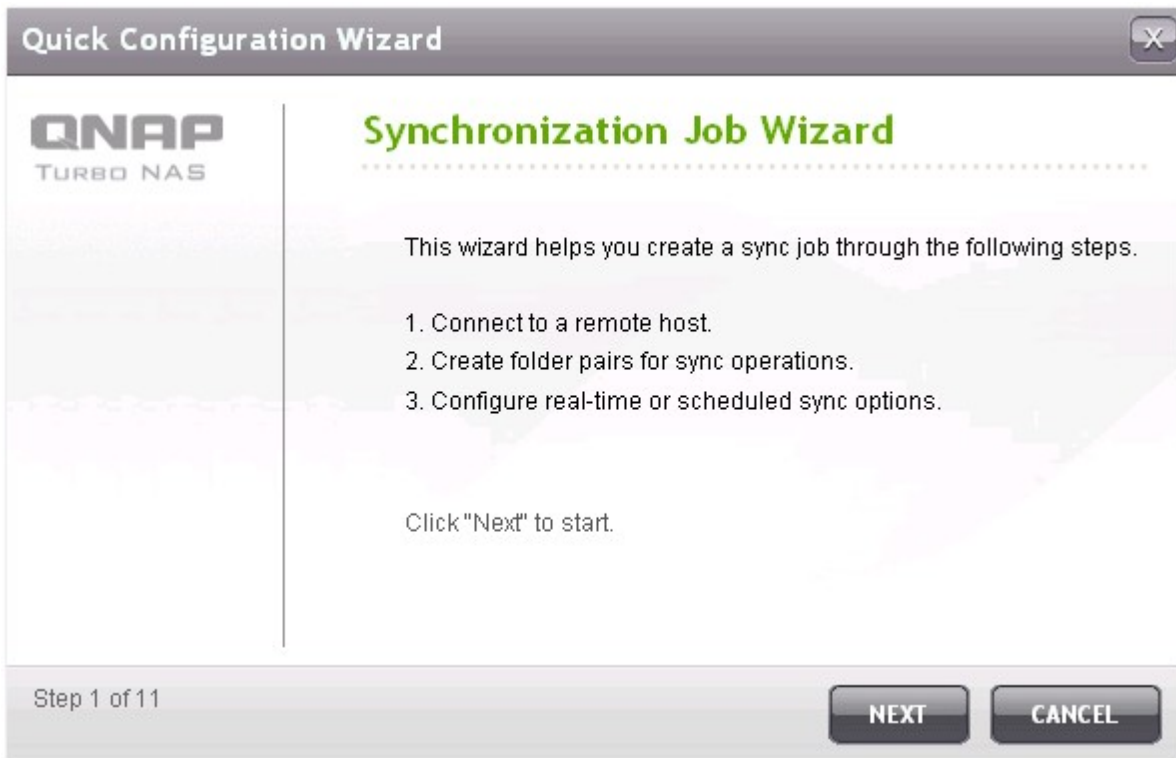 Quick Configuration Wizard
X
QNAP
TURBO NAS
Synchronization Job Wizard
This wizard helps you create a sync job through the following steps.
1. Connect to a remote host.
2. Create folder pairs for sync operations.
3. Configure real-time or scheduled sync options.
Click "Next" to start.
Step 1 of 11
NEXT
CANCEL